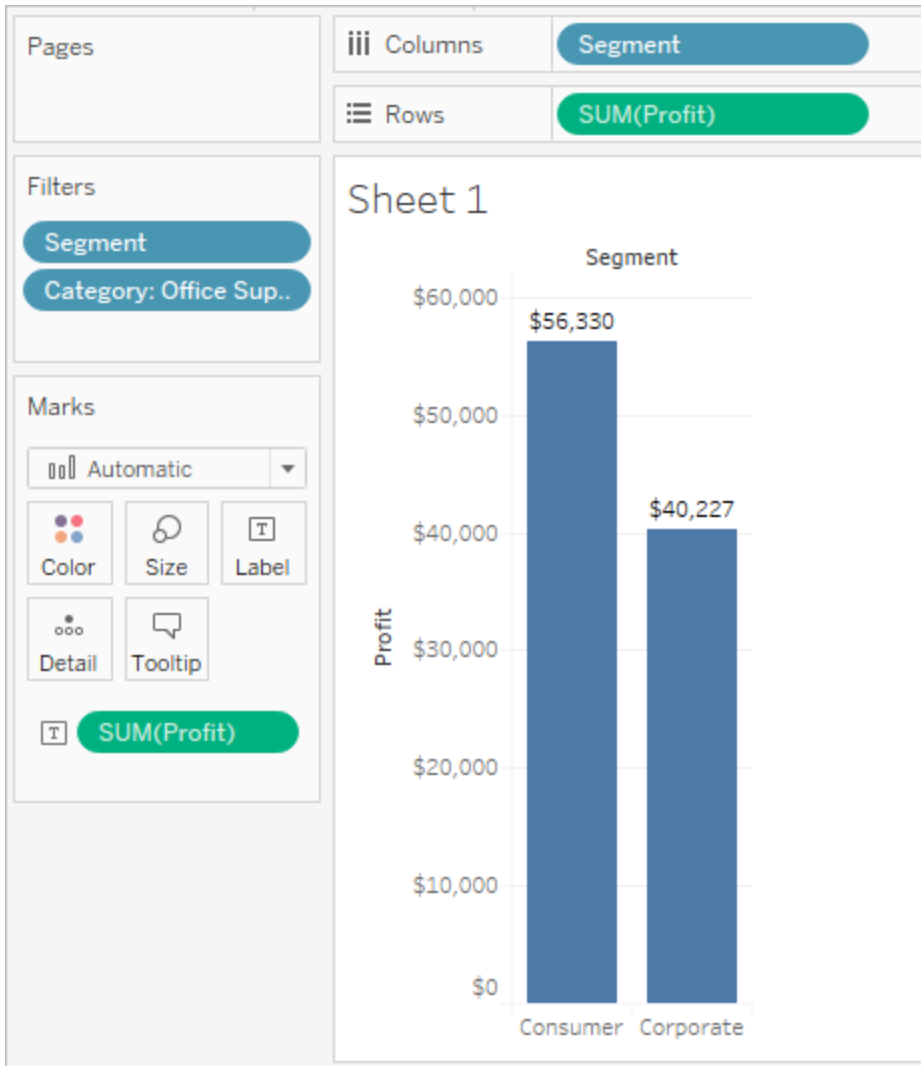 Pages
Columns
Segment
Rows
SUM(Profit)
Filters
Segment
Category: Office Sup..
Marks
Automatic
Color
Size
T
Label
Detail
Tooltip
T
SUM(Profit)
Sheet 1
Segment
Profit
$60,000
$50,000
$40,000
$30,000
$20,000
$10,000
$0
$56,330
$40,227
Consumer
Corporate